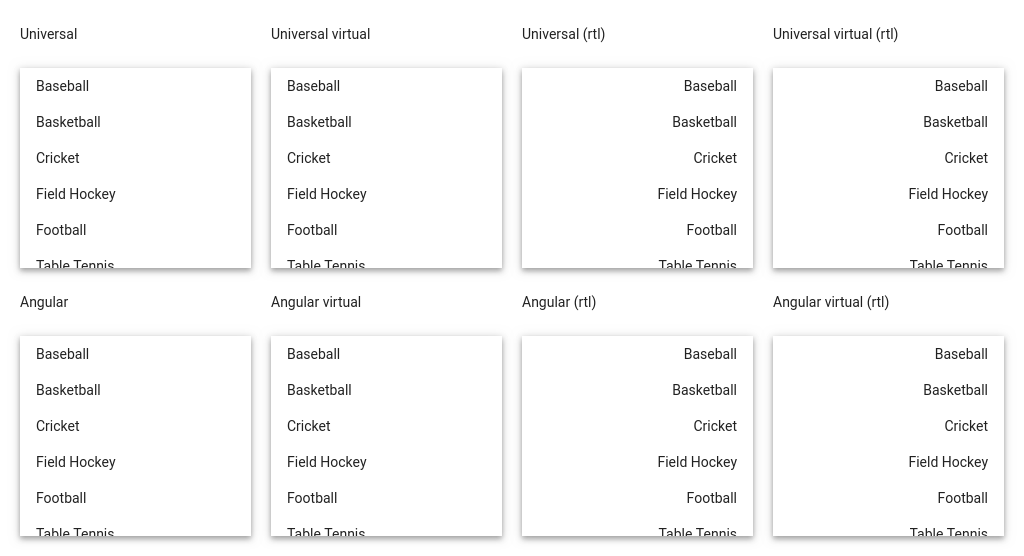 Universal
Universal virtual
Universal (rtl)
Universal virtual (rtl)
Baseball
Basketball
Cricket
Field Hockey
Football
Table Tennis
Baseball
Basketball
Cricket
Field Hockey
Football
Table Tennis
Baseball
Basketball
Cricket
Field Hockey
Football
Table Tennis
Baseball
Basketball
Cricket
Field Hockey
Football
Table Tennis
Angular
Angular virtual
Angular (rtl)
Angular virtual (rtl)
Baseball
Basketball
Cricket
Field Hockey
Football
Table Tennis
Baseball
Basketball
Cricket
Field Hockey
Football
Table Tennis
Baseball
Basketball
Cricket
Field Hockey
Football
Table Tennis
Baseball
Basketball
Cricket
Field Hockey
Football
Table Tennis